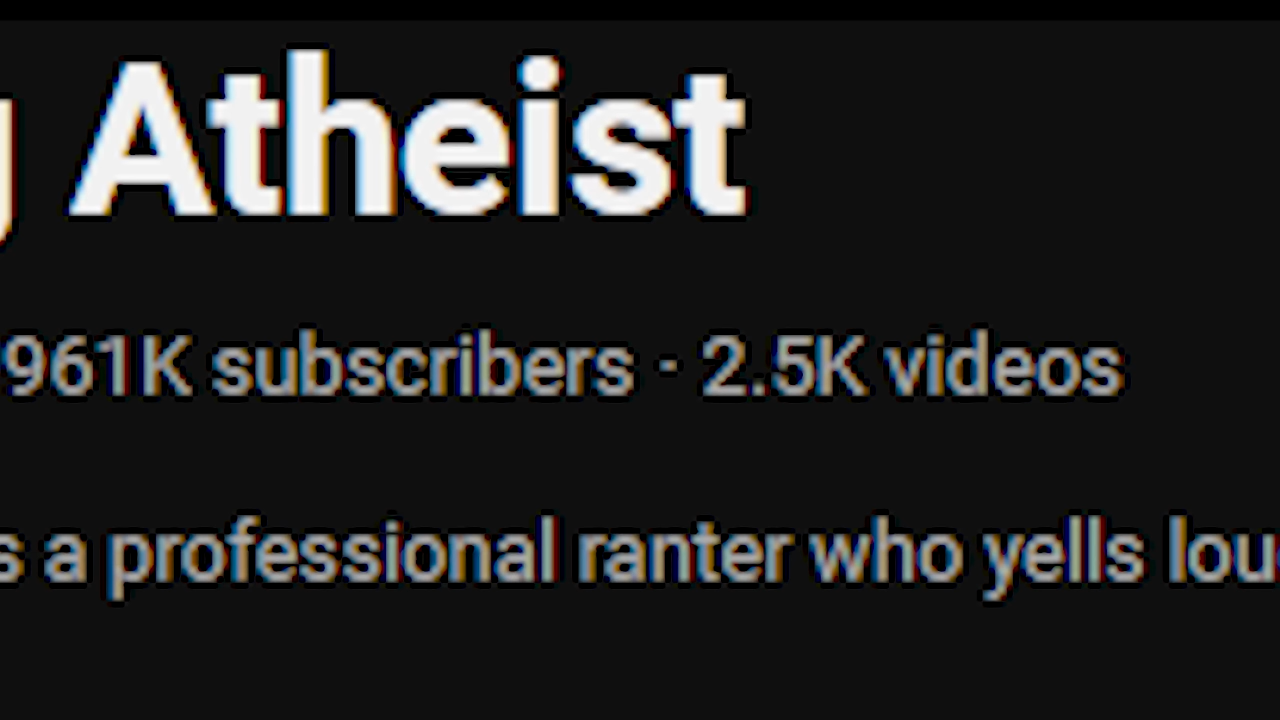 g Atheist
961K subscribers · 2.5K videos
s a professional ranter who yells lou